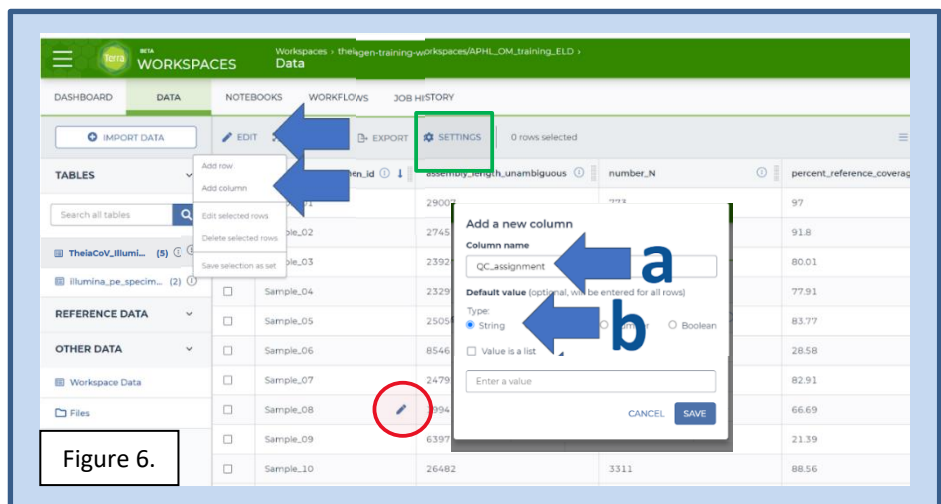 Terra
BETA
WORKSPACES
Workspaces › theiagen-training-workspaces/APHL_OM_training_ELD ›
Data
DASHBOARD DATA NOTEBOOKS WORKFLOWS JOB HISTORY
IMPORT DATA EDIT EXPORT SETTINGS 0 rows selected
Add row
Add column
Edit selected rows
Delete selected rows
Save selection as set
TABLES
Search all tables
TheiaCoV_Illumi... (5)
illumina_pe_specim... (2)
REFERENCE DATA
OTHER DATA
Workspace Data
Files
assembly_length_unambiguous number_N percent_reference_coverag
29007 773 97
2745 91.8
2392 80.01
Sample_04 2329 77.91
Sample_05 2505 83.77
Sample_06 8546 28.58
Sample_07 2479 82.91
Sample_08 994 66.69
Sample_09 6397 21.39
Sample_10 26482 3311 88.56
Add a new column
Column name
QC_assignment
a
Default value (optional, will be entered for all rows)
Type:
String Boolean
b
Value is a list
Enter a value
CANCEL SAVE
Figure 6.